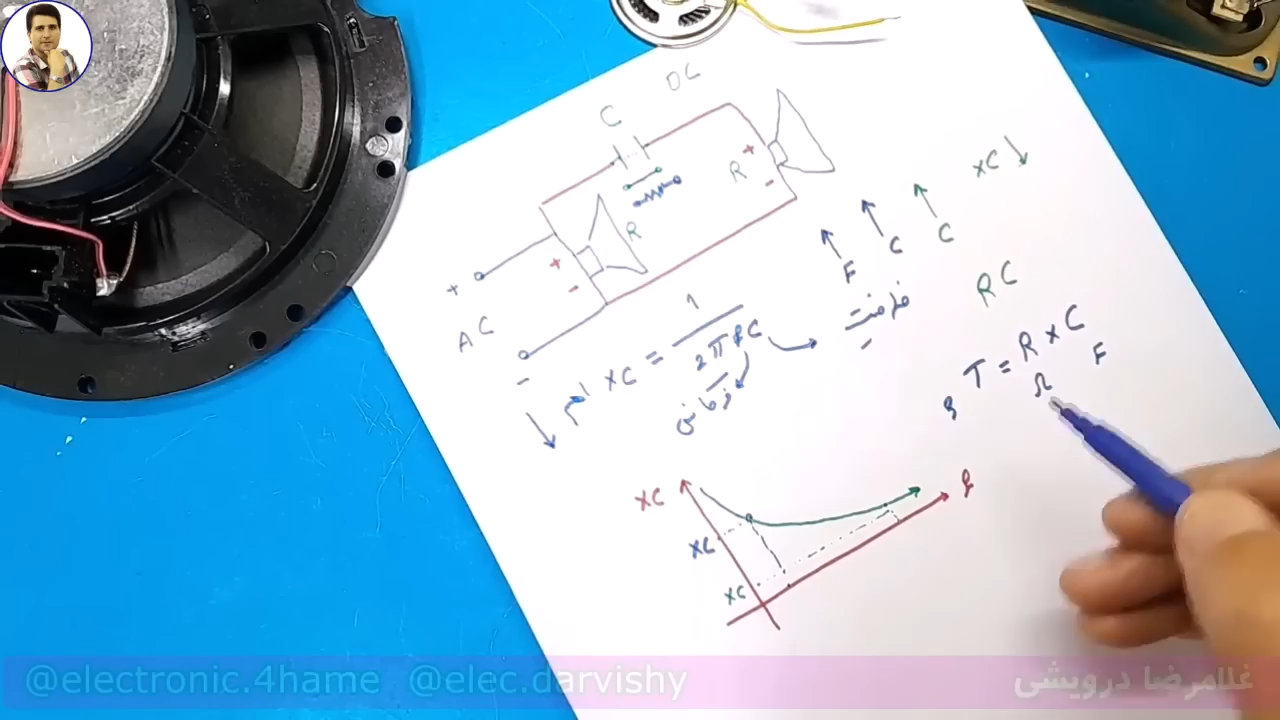 DC
C
+
R
-
R
+
-
+
AC
-
XC ↓
F
C
C
ظرفیت
اهم XC = 1 / 2πfC
فرکانس
RC
T = R × C
Ω F
XC
f
XC
XC
@electronic.4hame @elec.darvishy غلامرضا درویشی